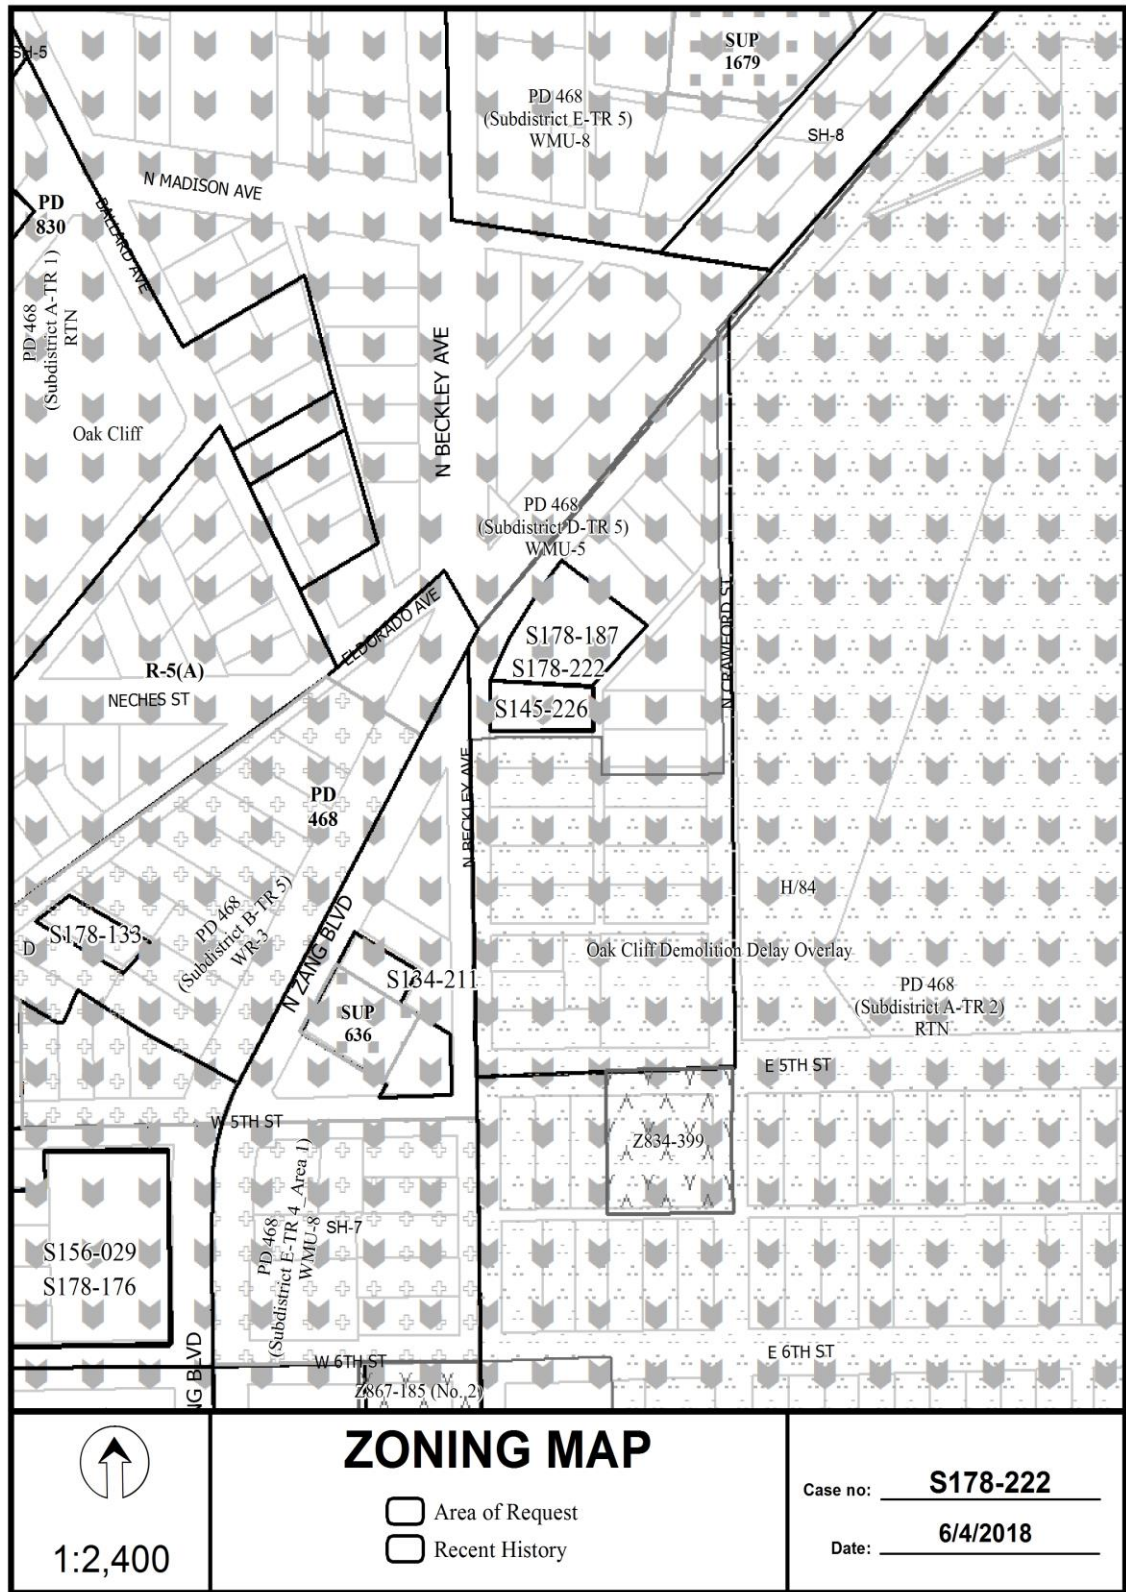 SH-5
SUP
1679
PD 468
(Subdistrict E-TR 5)
WMU-8
SH-8
N MADISON AVE
PD
830
BALLARD AVE
PD 468
(Subdistrict A-TR 1)
RTN
N BECKLEY AVE
Oak Cliff
PD 468
(Subdistrict D-TR 5)
WMU-5
ELDORADO AVE
N CRAWFORD ST
S178-187
S178-222
R-5(A)
NECHES ST
S145-226
N BECKLEY AVE
PD
468
H/84
PD 468
(Subdistrict B-TR 5)
WR-3
N ZANG BLVD
S178-133
D
Oak Cliff Demolition Delay Overlay
S134-211
PD 468
(Subdistrict A-TR 2)
RTN
SUP
636
E 5TH ST
W 5TH ST
Z834-399
PD 468
(Subdistrict E-TR 4_Area 1)
WMU-8
SH-7
S156-029
S178-176
NG BLVD
W 6TH ST
E 6TH ST
Z867-185 (No. 2)
ZONING MAP
1:2,400
Area of Request
Recent History
Case no: S178-222
Date: 6/4/2018